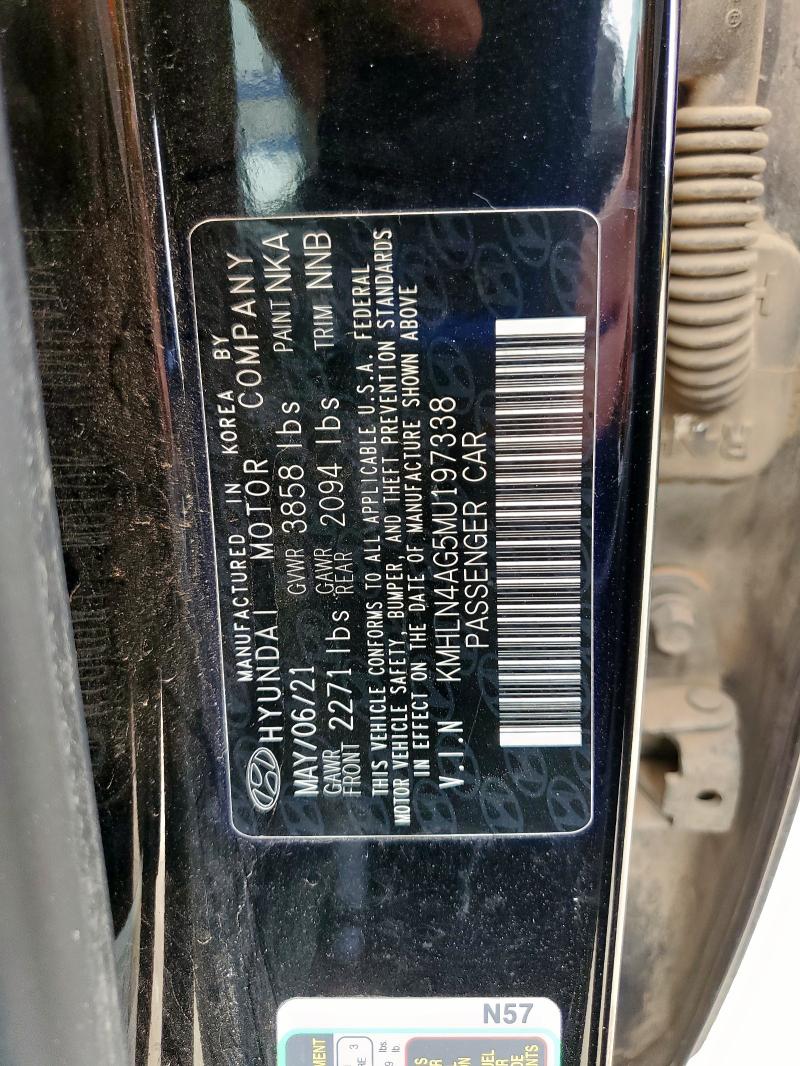 MANUFACTURED IN KOREA BY
HYUNDAI MOTOR COMPANY
MAY/06/21 GVWR 3858 lbs PAINT NKA
GAWR FRONT 2271 lbs GAWR REAR 2094 lbs TRIM NNB
THIS VEHICLE CONFORMS TO ALL APPLICABLE U.S.A. FEDERAL
MOTOR VEHICLE SAFETY, BUMPER, AND THEFT PREVENTION STANDARDS
IN EFFECT ON THE DATE OF MANUFACTURE SHOWN ABOVE
V.I.N KMHLN4AG5MU197338
PASSENGER CAR
N57